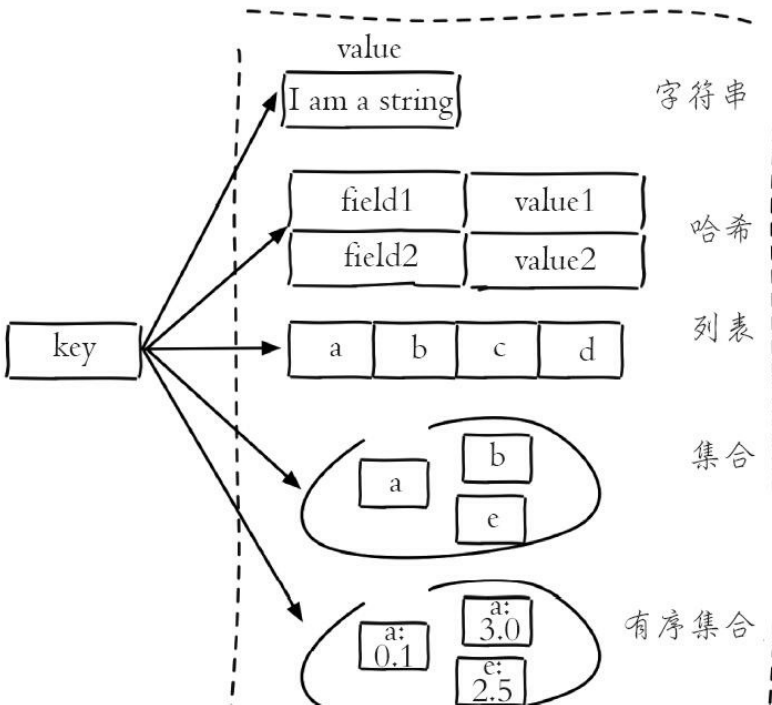 value
I am a string
字符串
field1 value1
哈希
field2 value2
列表
key
a b c d
集合
b
a
e
有序集合
a:
3.0
a:
0.1
e:
2.5